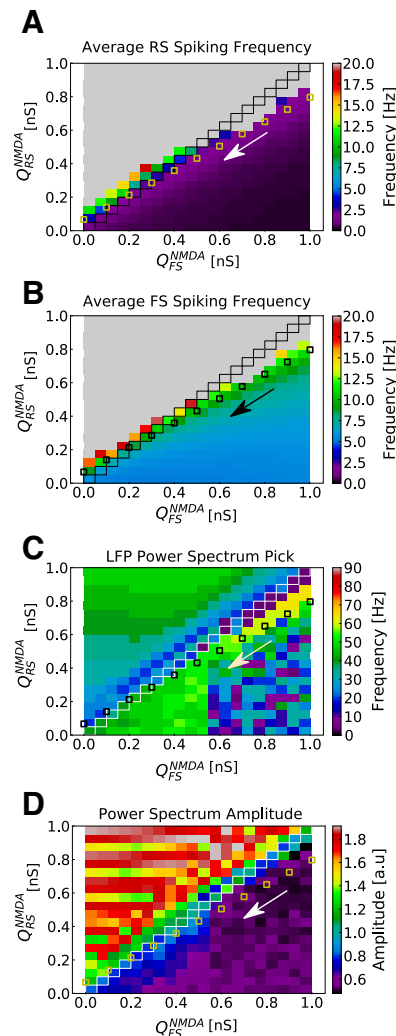 A
Average RS Spiking Frequency
1.0
0.8
0.6
0.4
0.2
0.0
Q_RS^NMDA [nS]
0.0 0.2 0.4 0.6 0.8 1.0
Q_FS^NMDA [nS]
20.0
17.5
15.0
12.5
10.0
7.5
5.0
2.5
0.0
Frequency [Hz]
B
Average FS Spiking Frequency
1.0
0.8
0.6
0.4
0.2
0.0
Q_RS^NMDA [nS]
0.0 0.2 0.4 0.6 0.8 1.0
Q_FS^NMDA [nS]
20.0
17.5
15.0
12.5
10.0
7.5
5.0
2.5
0.0
Frequency [Hz]
C
LFP Power Spectrum Pick
1.0
0.8
0.6
0.4
0.2
0.0
Q_RS^NMDA [nS]
0.0 0.2 0.4 0.6 0.8 1.0
Q_FS^NMDA [nS]
90
80
70
60
50
40
30
20
10
0
Frequency [Hz]
D
Power Spectrum Amplitude
1.0
0.8
0.6
0.4
0.2
0.0
Q_RS^NMDA [nS]
0.0 0.2 0.4 0.6 0.8 1.0
Q_FS^NMDA [nS]
1.8
1.6
1.4
1.2
1.0
0.8
0.6
Amplitude [a.u]